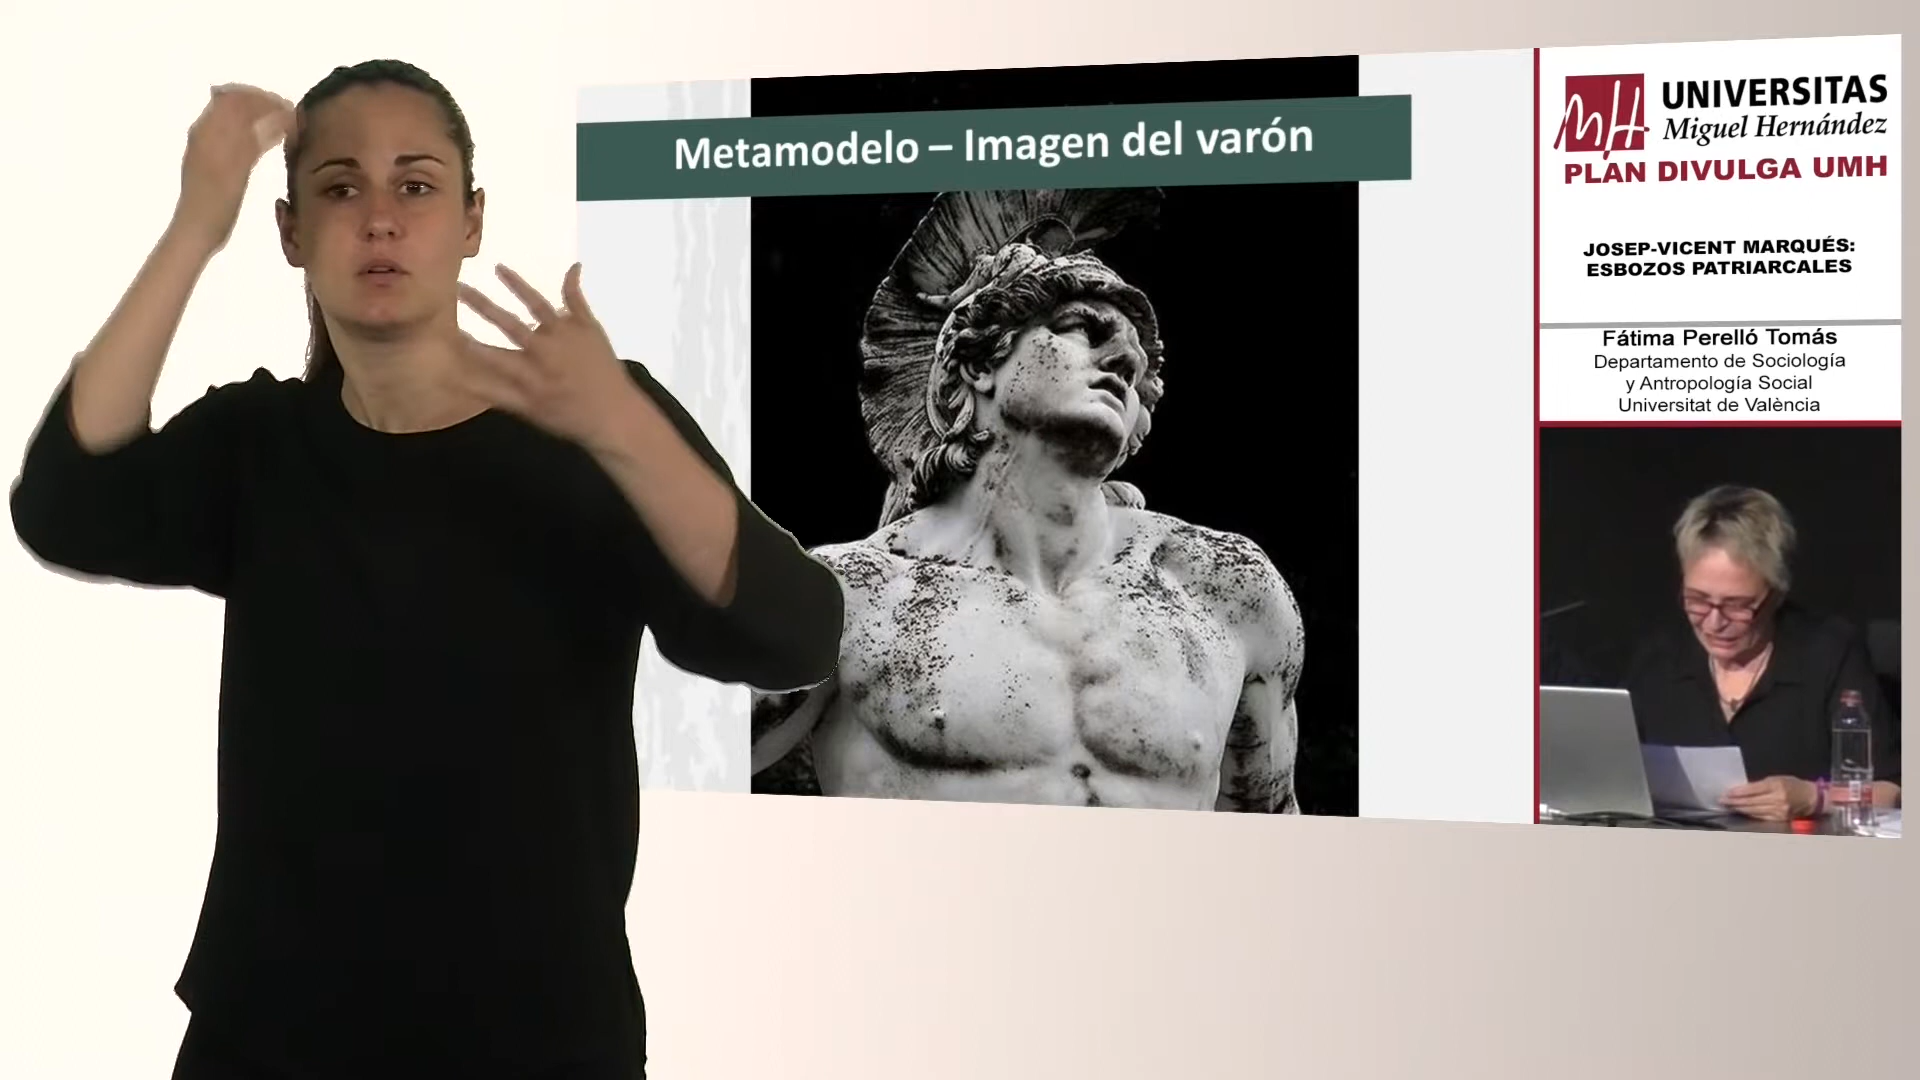 Metamodelo – Imagen del varón
UNIVERSITAS
Miguel Hernández
PLAN DIVULGA UMH
JOSEP-VICENT MARQUÉS:
ESBOZOS PATRIARCALES
Fátima Perelló Tomás
Departamento de Sociología
y Antropología Social
Universitat de València